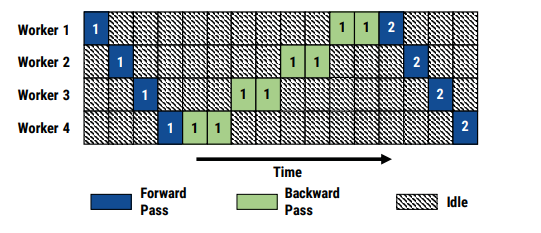 Worker 1 1 1 1 2
Worker 2 1 1 1 2
Worker 3 1 1 1 2
Worker 4 1 1 1 2
Time
Forward Pass
Backward Pass
Idle